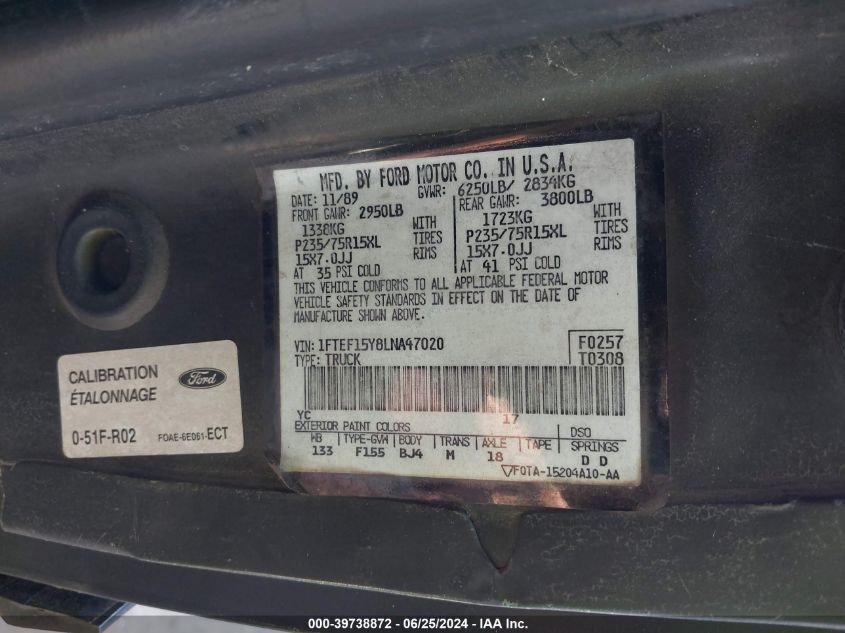 MFD. BY FORD MOTOR CO. IN U.S.A.
DATE: 11/89 GVWR: 6250LB/ 2834KG
FRONT GAWR: 2950LB REAR GAWR: 3800LB
1338KG WITH 1723KG WITH
P235/75R15XL TIRES P235/75R15XL TIRES
15X7.0JJ RIMS 15X7.0JJ RIMS
AT 35 PSI COLD AT 41 PSI COLD
THIS VEHICLE CONFORMS TO ALL APPLICABLE FEDERAL MOTOR
VEHICLE SAFETY STANDARDS IN EFFECT ON THE DATE OF
MANUFACTURE SHOWN ABOVE.
VIN: 1FTEF15Y8LNA47020 F0257
TYPE: TRUCK T0308
YC 17
EXTERIOR PAINT COLORS DSO
WB TYPE-GVW BODY TRANS AXLE TAPE SPRINGS
133 F155 BJ4 M 18 D D
▽F0TA-15204A10-AA
CALIBRATION Ford
ÉTALONNAGE
0-51F-R02 FOAE-6E061-ECT
000-39738872 - 06/25/2024 - IAA Inc.